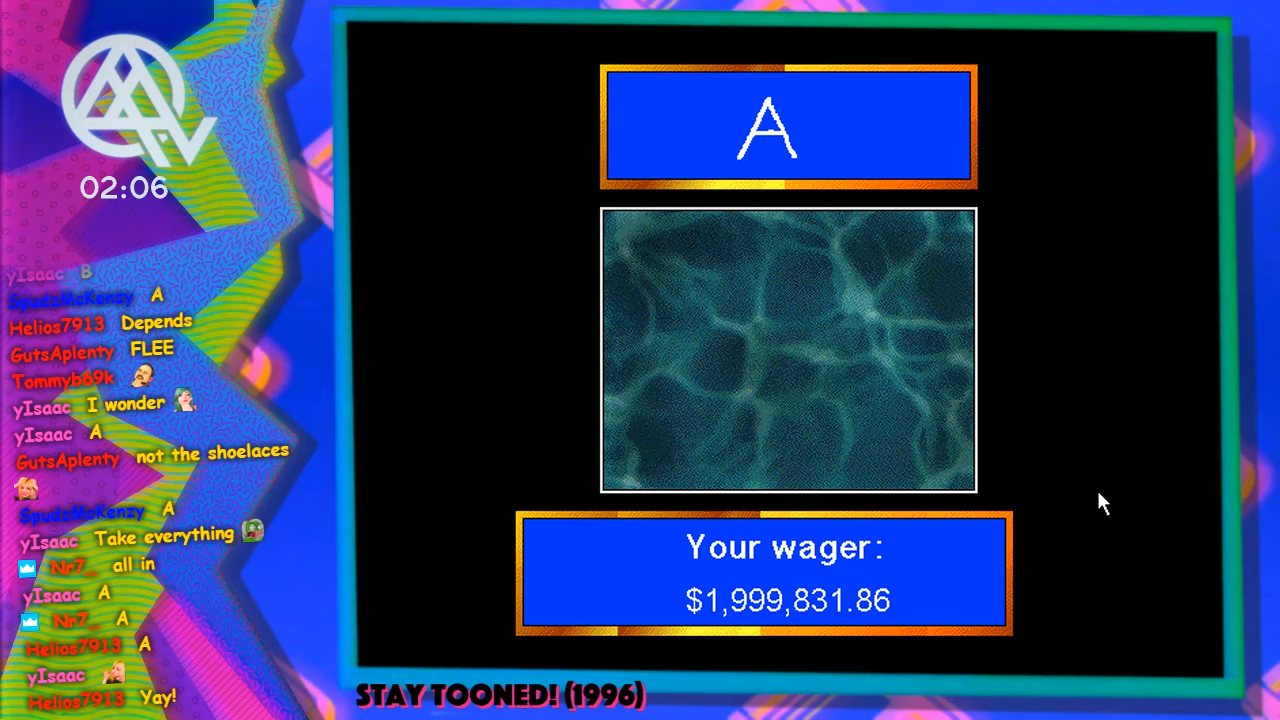 02:06
yIsaac B
SpudzMcKenzy A
Helios7913 Depends
GutsAplenty FLEE
Tommyb69k
yIsaac I wonder
yIsaac A
GutsAplenty not the shoelaces
SpudzMcKenzy A
yIsaac Take everything
Nr7_ all in
yIsaac A
Nr7_ A
Helios7913 A
yIsaac
Helios7913 Yay!
A
Your wager:
$1,999,831.86
STAY TOONED! (1996)